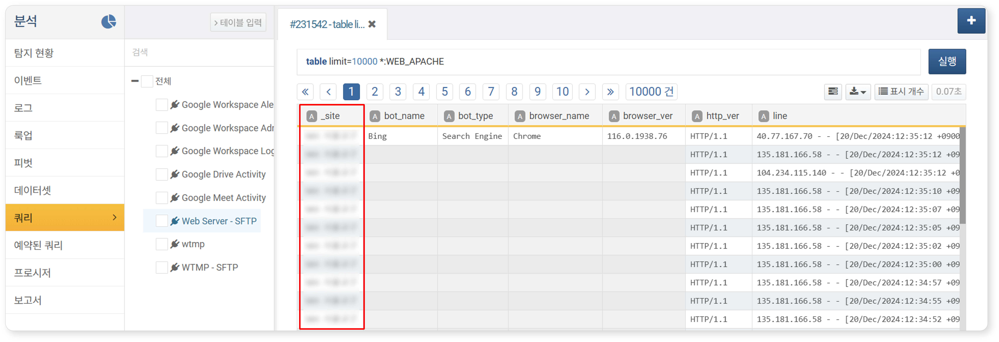 분석
> 테이블 입력
#231542 - table li... ✖
+
탐지 현황
이벤트
로그
룩업
피벗
데이터셋
쿼리 >
예약된 쿼리
프로시저
보고서
검색
전체
Google Workspace Ale
Google Workspace Adr
Google Workspace Log
Google Drive Activity
Google Meet Activity
Web Server - SFTP
wtmp
WTMP - SFTP
table limit=10000 *:WEB_APACHE
실행
« ‹ 1 2 3 4 5 6 7 8 9 10 › » 10000 건
표시 개수 0.07초
A _site A bot_name A bot_type A browser_name A browser_ver A http_ver A line
Bing Search Engine Chrome 116.0.1938.76 HTTP/1.1 40.77.167.70 - - [20/Dec/2024:12:35:12 +0900
HTTP/1.1 135.181.166.58 - - [20/Dec/2024:12:35:12 +09
HTTP/1.1 104.234.115.140 - - [20/Dec/2024:12:35:12 +0
HTTP/1.1 135.181.166.58 - - [20/Dec/2024:12:35:10 +09
HTTP/1.1 135.181.166.58 - - [20/Dec/2024:12:35:07 +09
HTTP/1.1 135.181.166.58 - - [20/Dec/2024:12:35:05 +09
HTTP/1.1 135.181.166.58 - - [20/Dec/2024:12:35:02 +09
HTTP/1.1 135.181.166.58 - - [20/Dec/2024:12:35:00 +09
HTTP/1.1 135.181.166.58 - - [20/Dec/2024:12:34:57 +09
HTTP/1.1 135.181.166.58 - - [20/Dec/2024:12:34:55 +09
HTTP/1.1 135.181.166.58 - - [20/Dec/2024:12:34:52 +09